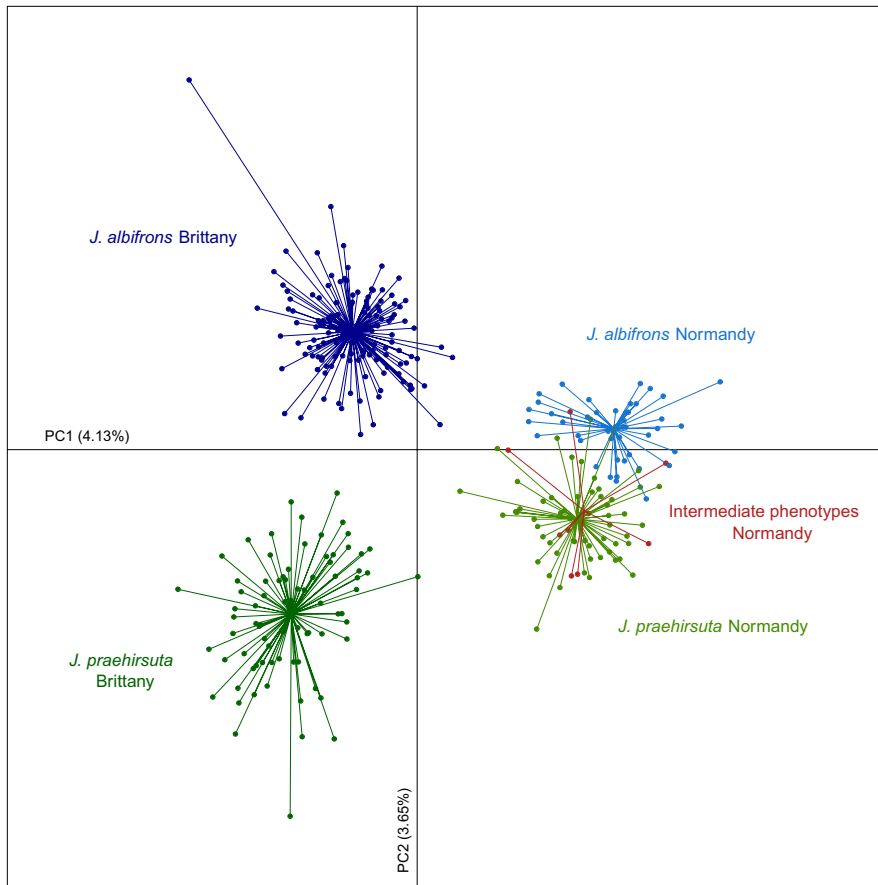 J. albifrons Brittany
J. albifrons Normandy
PC1 (4.13%)
Intermediate phenotypes
Normandy
J. praehirsuta Normandy
J. praehirsuta
Brittany
PC2 (3.65%)